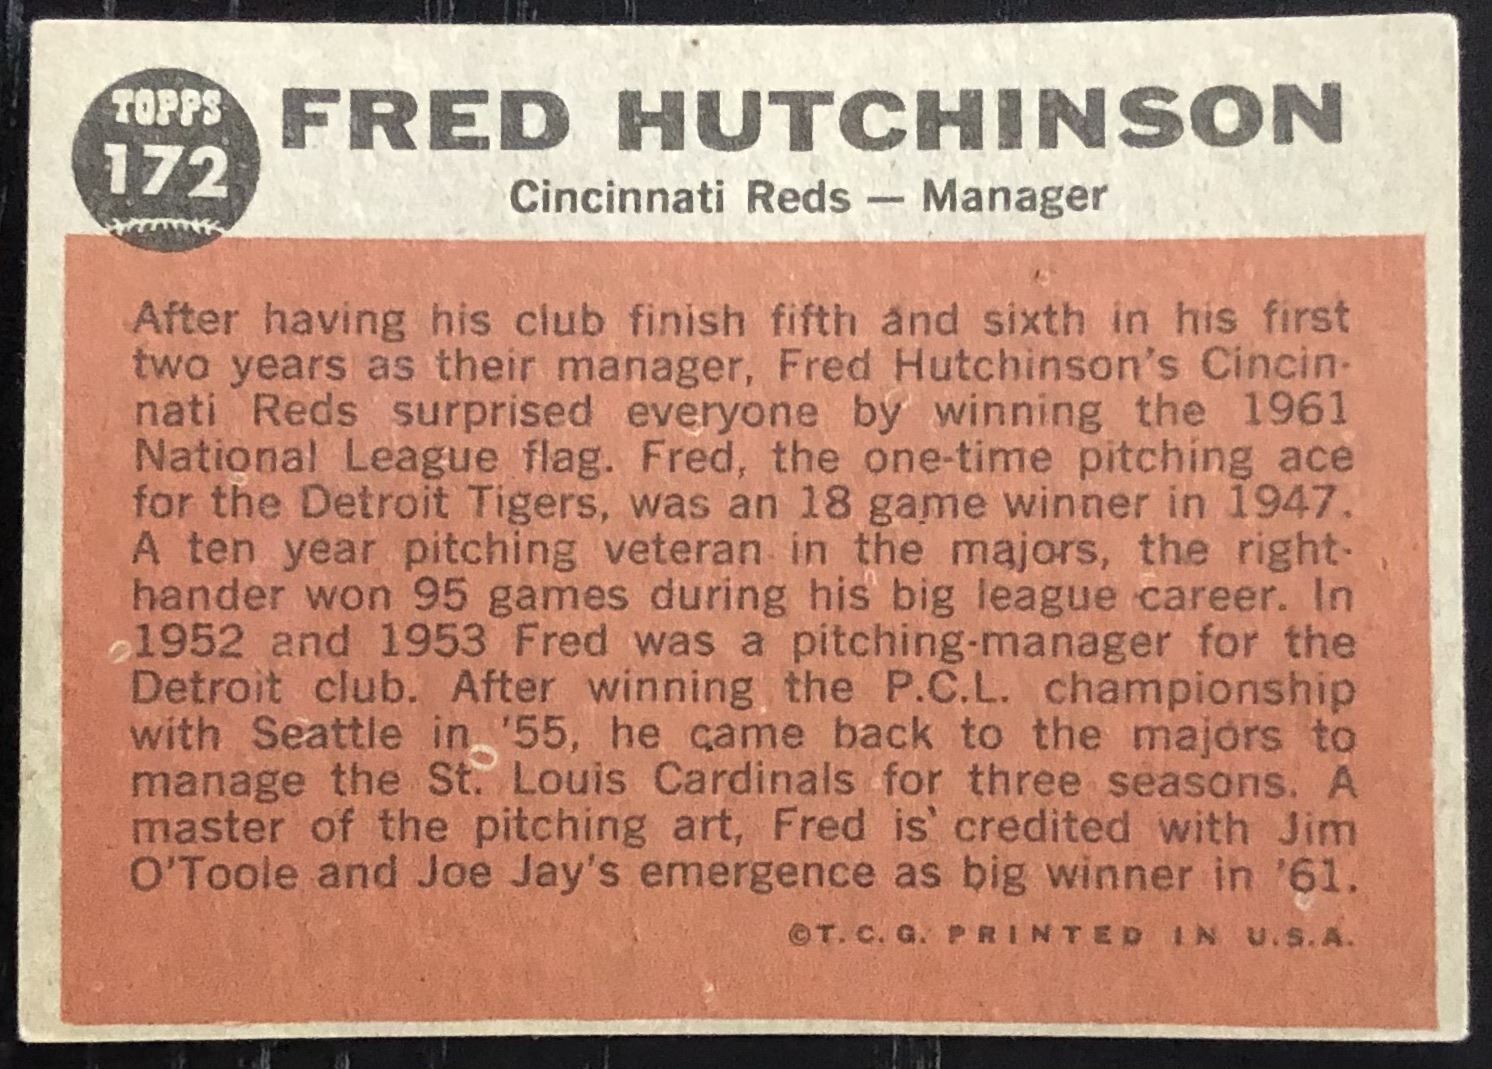 TOPPS
172
FRED HUTCHINSON
Cincinnati Reds — Manager
After having his club finish fifth and sixth in his first
two years as their manager, Fred Hutchinson's Cincin-
nati Reds surprised everyone by winning the 1961
National League flag. Fred, the one-time pitching ace
for the Detroit Tigers, was an 18 game winner in 1947.
A ten year pitching veteran in the majors, the right-
hander won 95 games during his big league career. In
1952 and 1953 Fred was a pitching-manager for the
Detroit club. After winning the P.C.L. championship
with Seattle in '55, he came back to the majors to
manage the St. Louis Cardinals for three seasons. A
master of the pitching art, Fred is credited with Jim
O'Toole and Joe Jay's emergence as big winner in '61.
©T. C. G. PRINTED IN U.S.A.